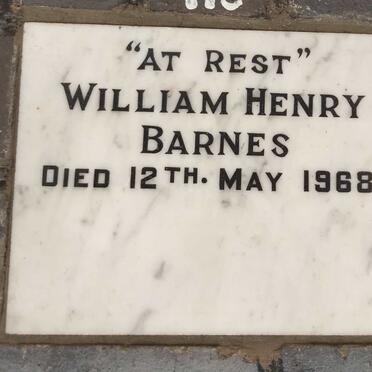 "AT REST"
WILLIAM HENRY
BARNES
DIED 12TH. MAY 1968